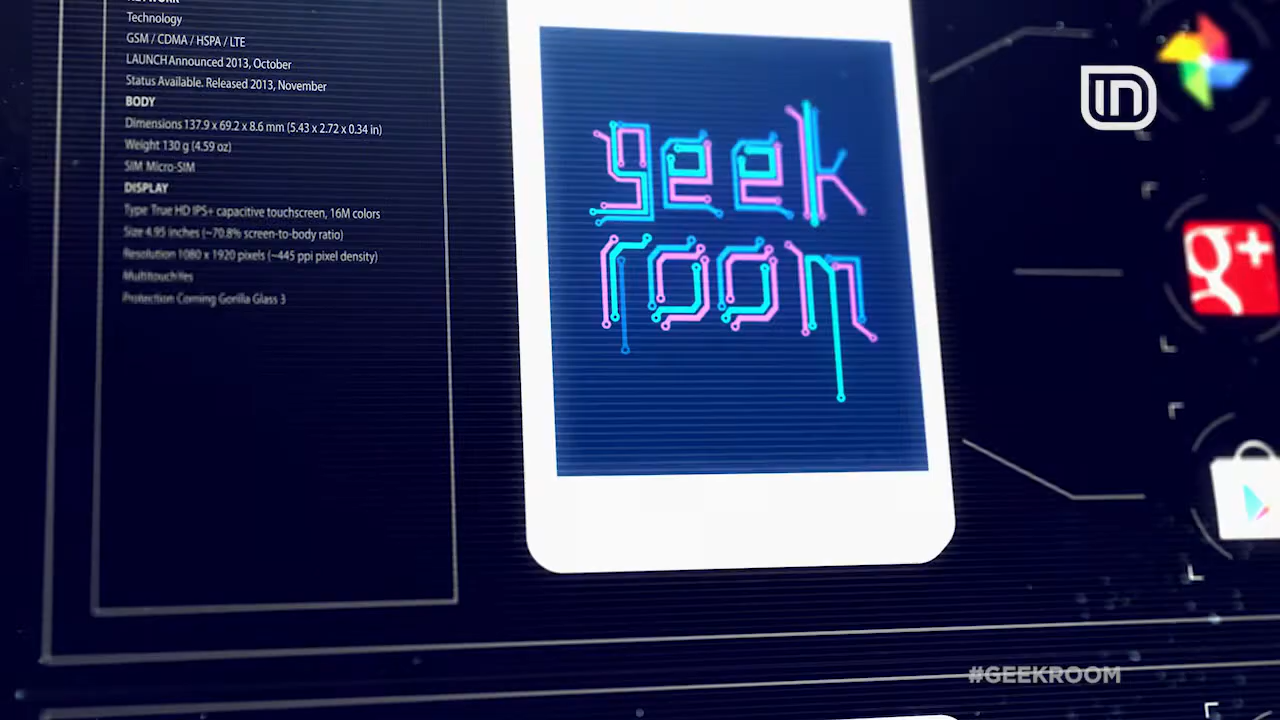 NETWORK
Technology
GSM / CDMA / HSPA / LTE
LAUNCH Announced 2013, October
Status Available. Released 2013, November
BODY
Dimensions 137.9 x 69.2 x 8.6 mm (5.43 x 2.72 x 0.34 in)
Weight 130 g (4.59 oz)
SIM Micro-SIM
DISPLAY
Type True HD IPS+ capacitive touchscreen, 16M colors
Size 4.95 inches (~70.8% screen-to-body ratio)
Resolution 1080 x 1920 pixels (~445 ppi pixel density)
Multitouch Yes
Protection Corning Gorilla Glass 3
geek
room
IN
g+
#GEEKROOM